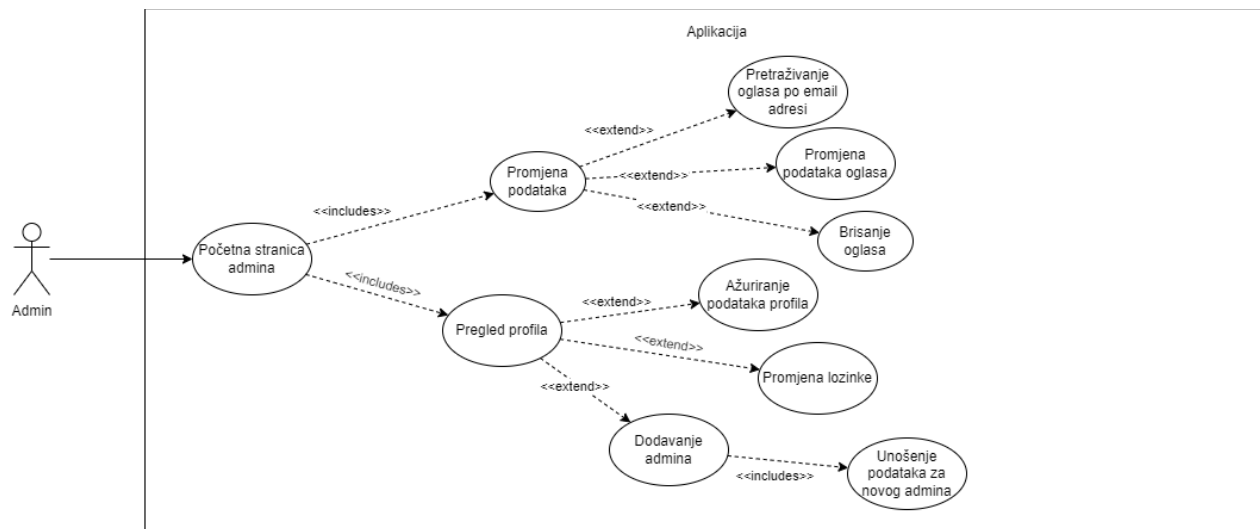 Aplikacija
Pretraživanje
oglasa po email
adresi
<<extend>>
Promjena
podataka
<<extend>>
Promjena
podataka oglasa
<<extend>>
Brisanje
oglasa
<<includes>>
Početna stranica
admina
Admin
<<includes>>
Pregled profila
<<extend>>
Ažuriranje
podataka profila
<<extend>>
Promjena lozinke
<<extend>>
Dodavanje
admina
<<includes>>
Unošenje
podataka za
novog admina